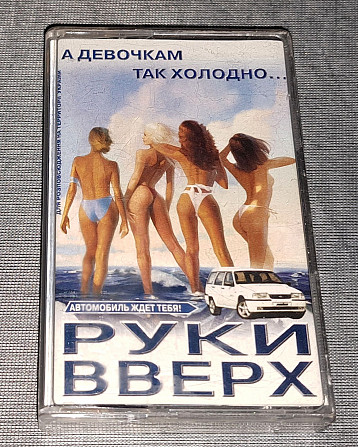 А ДЕВОЧКАМ
ТАК ХОЛОДНО...
ДЛЯ РОЗПОВСЮДЖЕННЯ НА ТЕРИТОРІЇ УКРАЇНИ
АВТОМОБИЛЬ ЖДЕТ ТЕБЯ!
РУКИ
ВВЕРХ